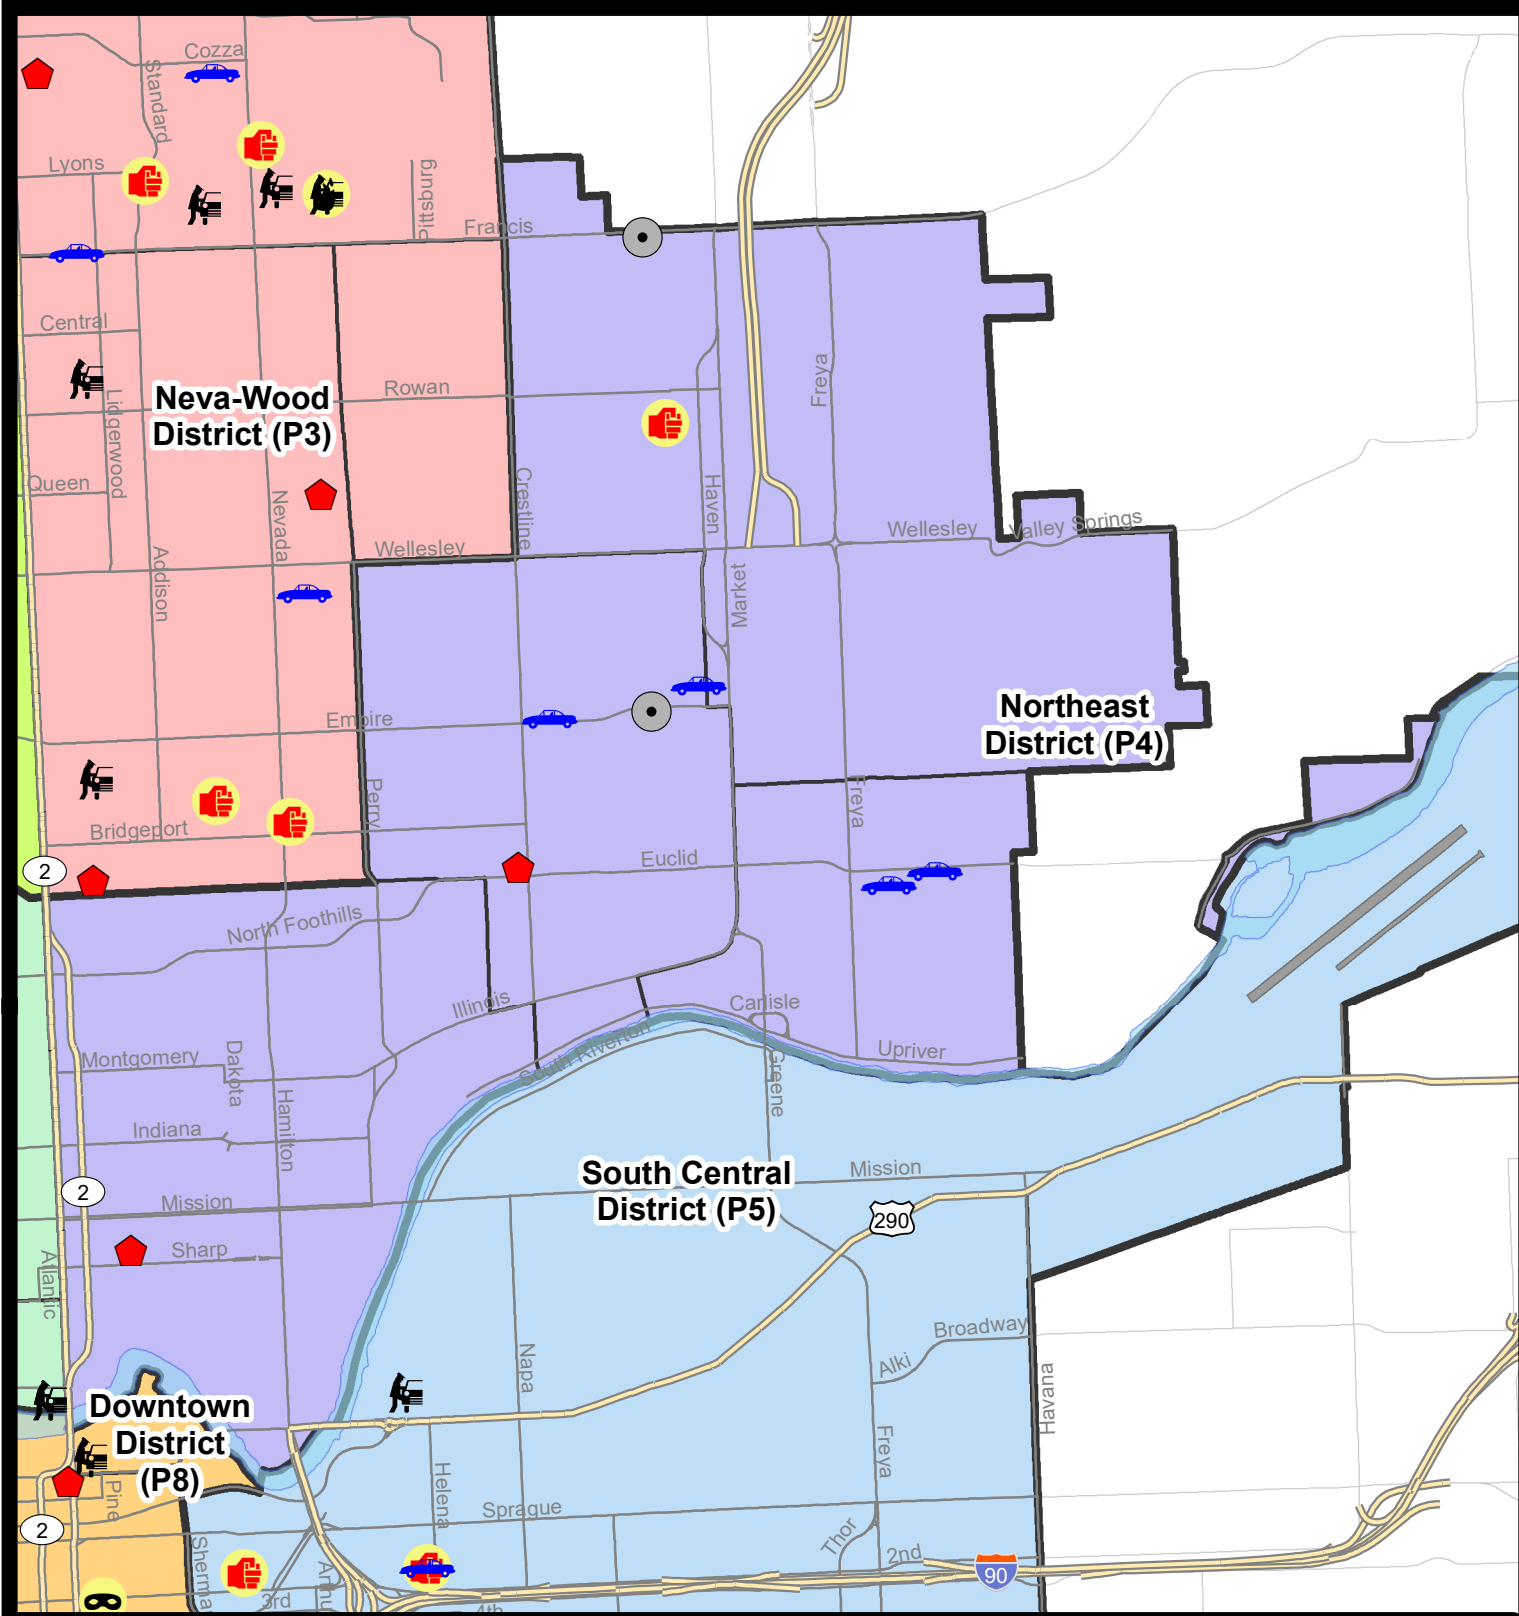 Cozza
Standard
Lyons
Pittsburg
Francis
Central
Lidgerwood
Neva-Wood
District (P3)
Rowan
Freya
Queen
Nevada
Crestline
Haven
Wellesley
Wellesley
Valley Springs
Addison
Market
Empire
Northeast
District (P4)
Perry
Freya
Bridgeport
Euclid
2
North Foothills
Illinois
Carlisle
South Riverton
Upriver
Greene
Montgomery
Dakota
Hamilton
Indiana
South Central
District (P5)
Mission
2
Mission
290
Sharp
Atlantic
Broadway
Alki
Napa
Havana
Downtown
District
(P8)
Pine
Helena
Freya
Sprague
2
Thor
2nd
90
3rd
4th